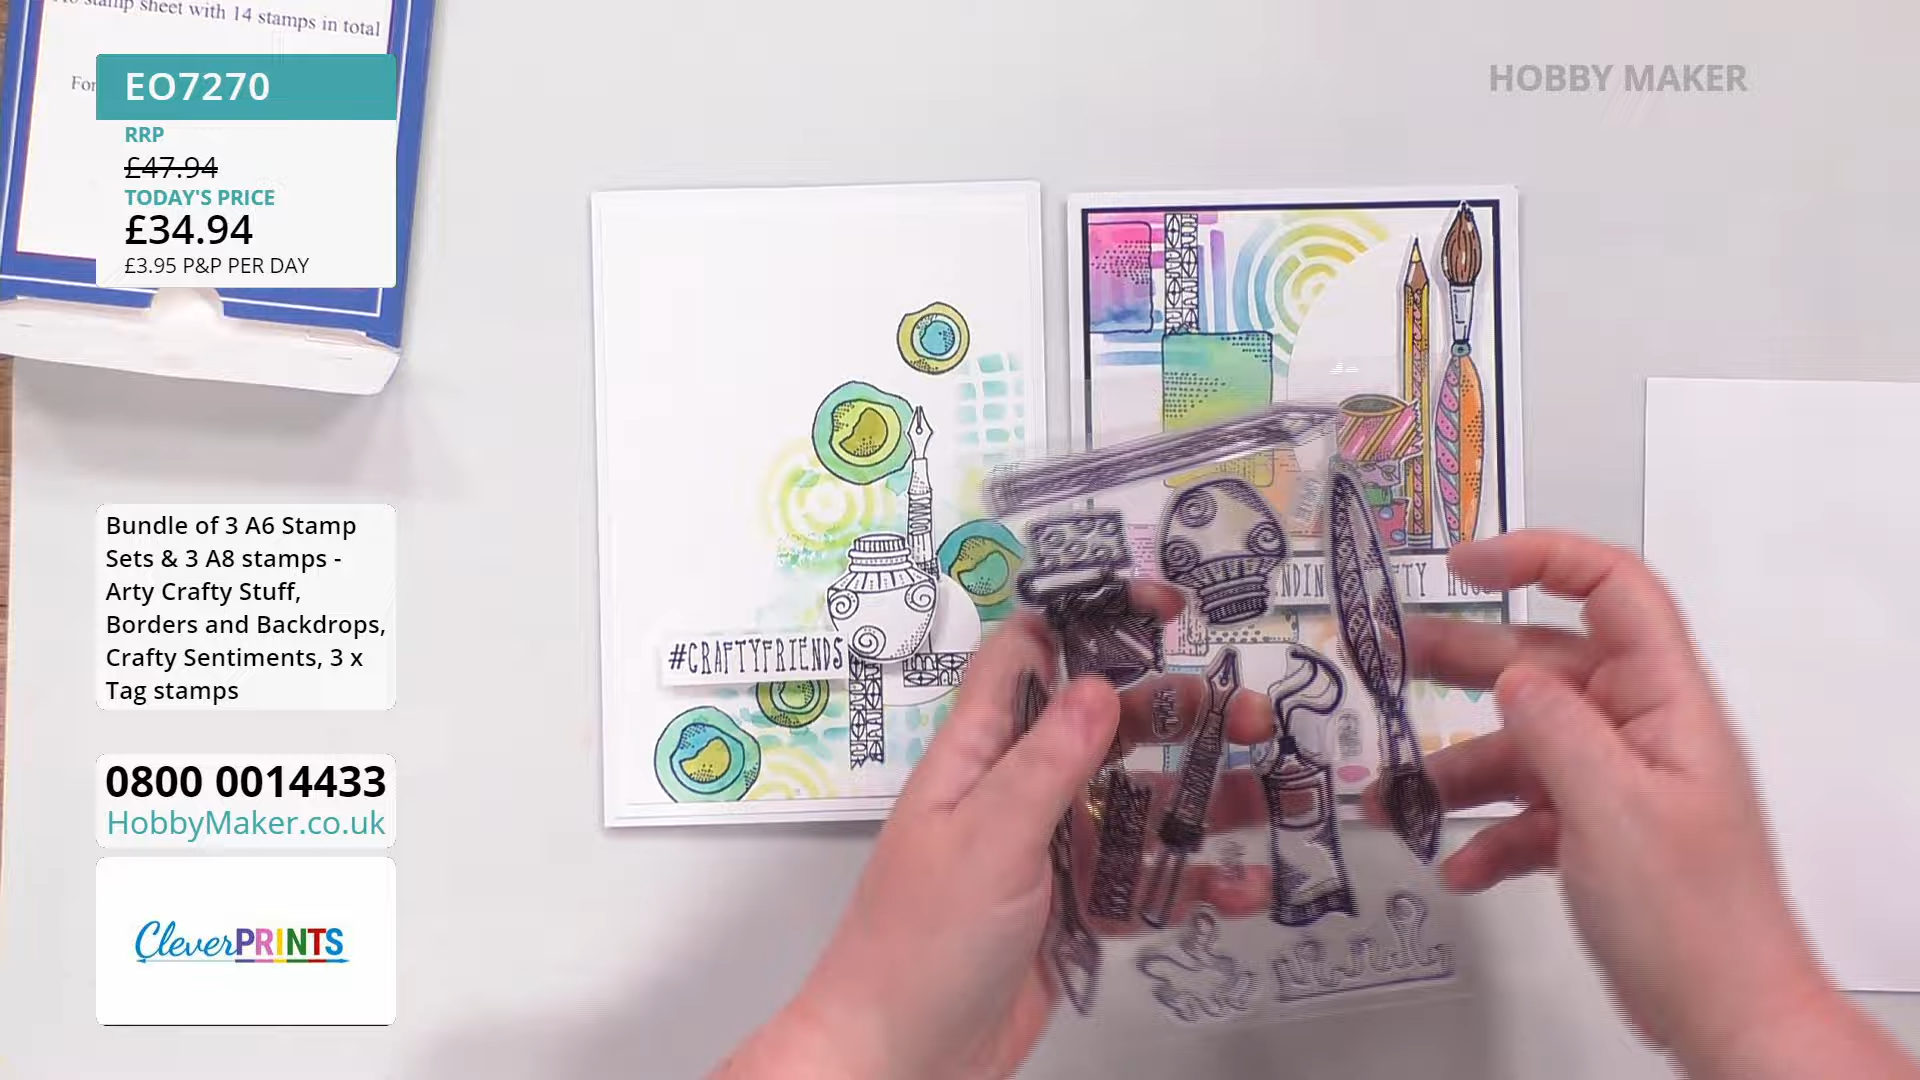 stamp sheet with 14 stamps in total
For
EO7270
RRP
£47.94
TODAY'S PRICE
£34.94
£3.95 P&P PER DAY
HOBBY MAKER
Bundle of 3 A6 Stamp
Sets & 3 A8 stamps -
Arty Crafty Stuff,
Borders and Backdrops,
Crafty Sentiments, 3 x
Tag stamps
0800 0014433
HobbyMaker.co.uk
CleverPRINTS
#CRAFTYFRIENDS